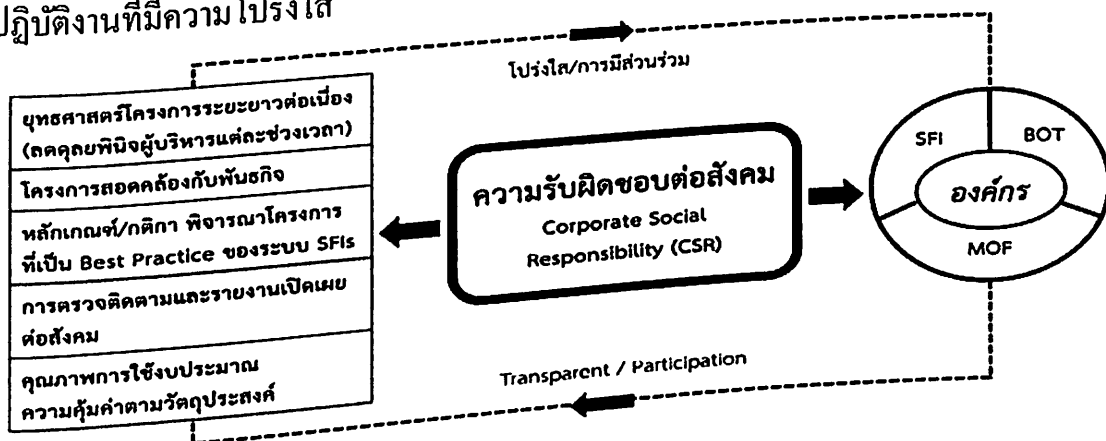 ปฏิบัติงานที่มีความโปร่งใส
โปร่งใส/การมีส่วนร่วม
ยุทธศาสตร์โครงการระยะยาวต่อเนื่อง
(ลดดุลยพินิจผู้บริหารแต่ละช่วงเวลา)
โครงการสอดคล้องกับพันธกิจ
หลักเกณฑ์/กติกา พิจารณาโครงการ
ที่เป็น Best Practice ของระบบ SFIs
การตรวจติดตามและรายงานเปิดเผย
ต่อสังคม
คุณภาพการใช้งบประมาณ
ความคุ้มค่าตามวัตถุประสงค์
ความรับผิดชอบต่อสังคม
Corporate Social
Responsibility (CSR)
SFI
BOT
องค์กร
MOF
Transparent / Participation